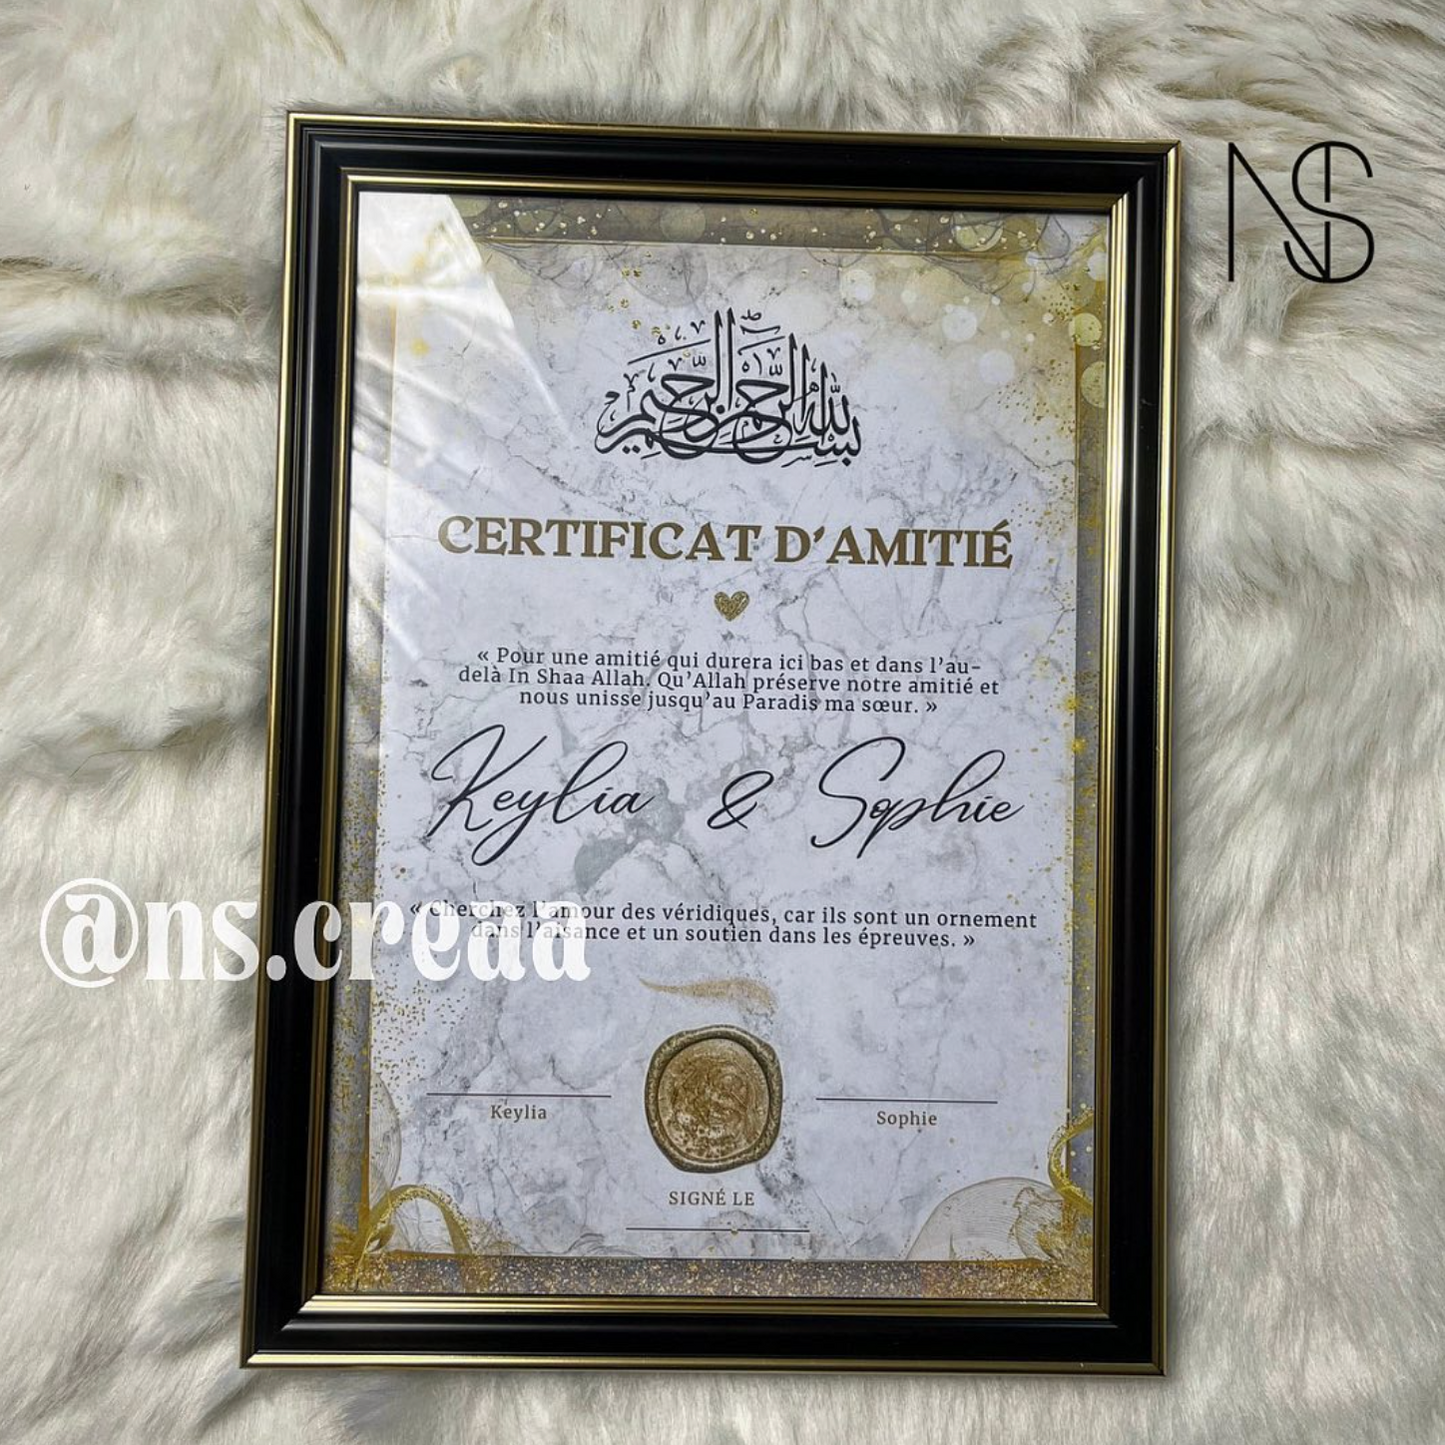 NS
بسم الله الرحمن الرحيم
CERTIFICAT D’AMITIÉ
« Pour une amitié qui durera ici bas et dans l’au-
delà In Shaa Allah. Qu’Allah préserve notre amitié et
nous unisse jusqu’au Paradis ma sœur. »
Keylia & Sophie
« Cherchez l’amour des véridiques, car ils sont un ornement
dans l’aisance et un soutien dans les épreuves. »
@ns.creaa
Keylia
Sophie
SIGNÉ LE